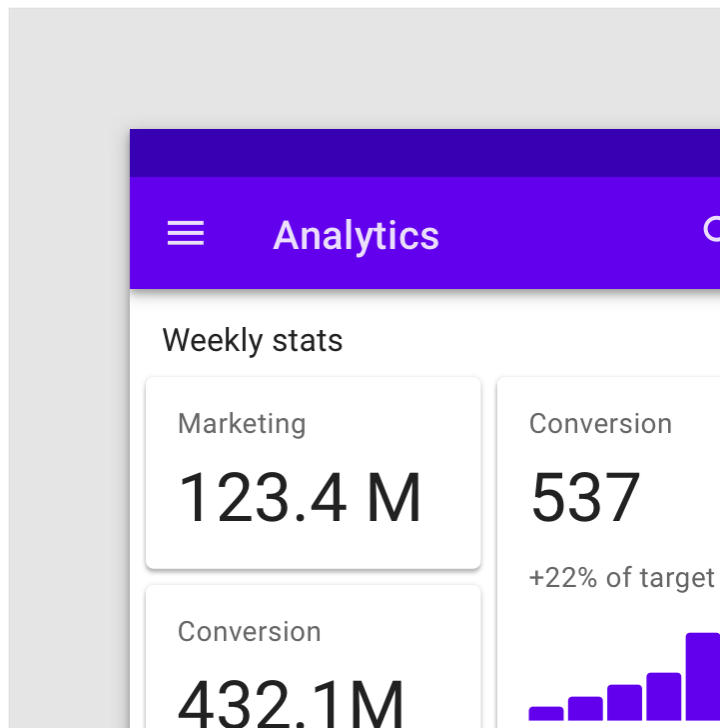 Analytics
Weekly stats
Marketing
123.4 M
Conversion
432.1M
Conversion
537
+22% of target